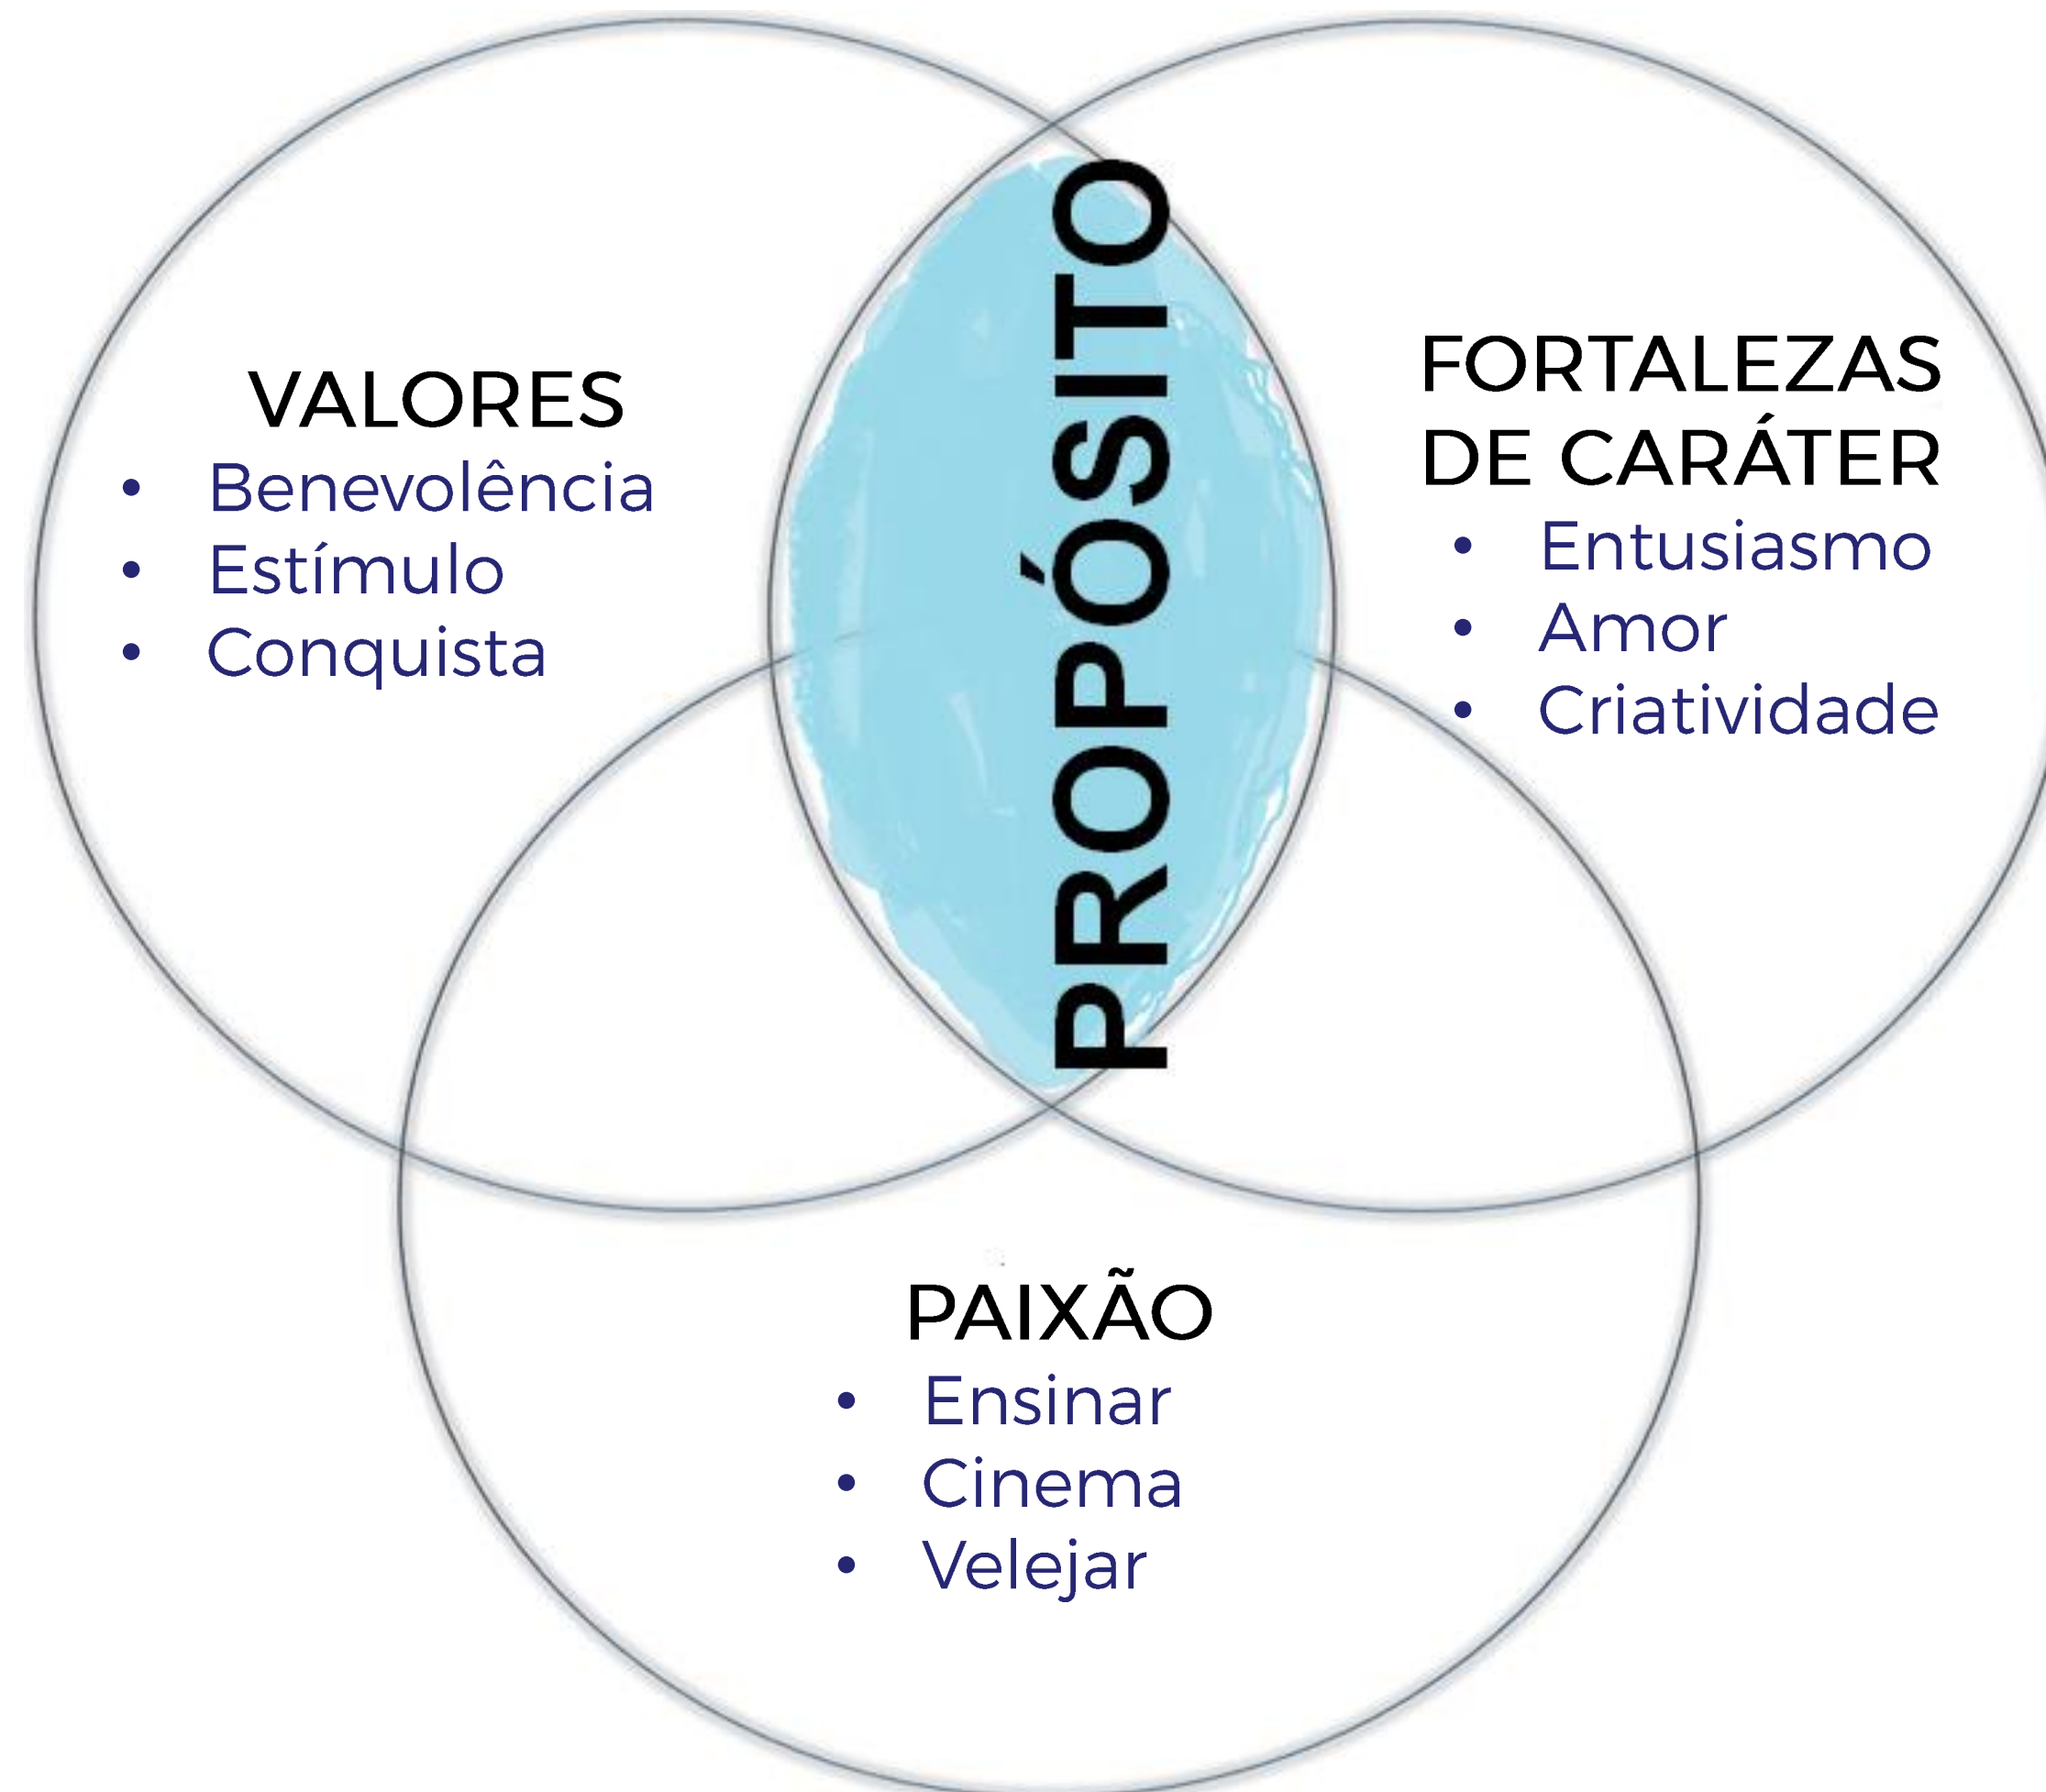 VALORES
• Benevolência
• Estímulo
• Conquista
PROPÓSITO
FORTALEZAS
DE CARÁTER
• Entusiasmo
• Amor
• Criatividade
PAIXÃO
• Ensinar
• Cinema
• Velejar